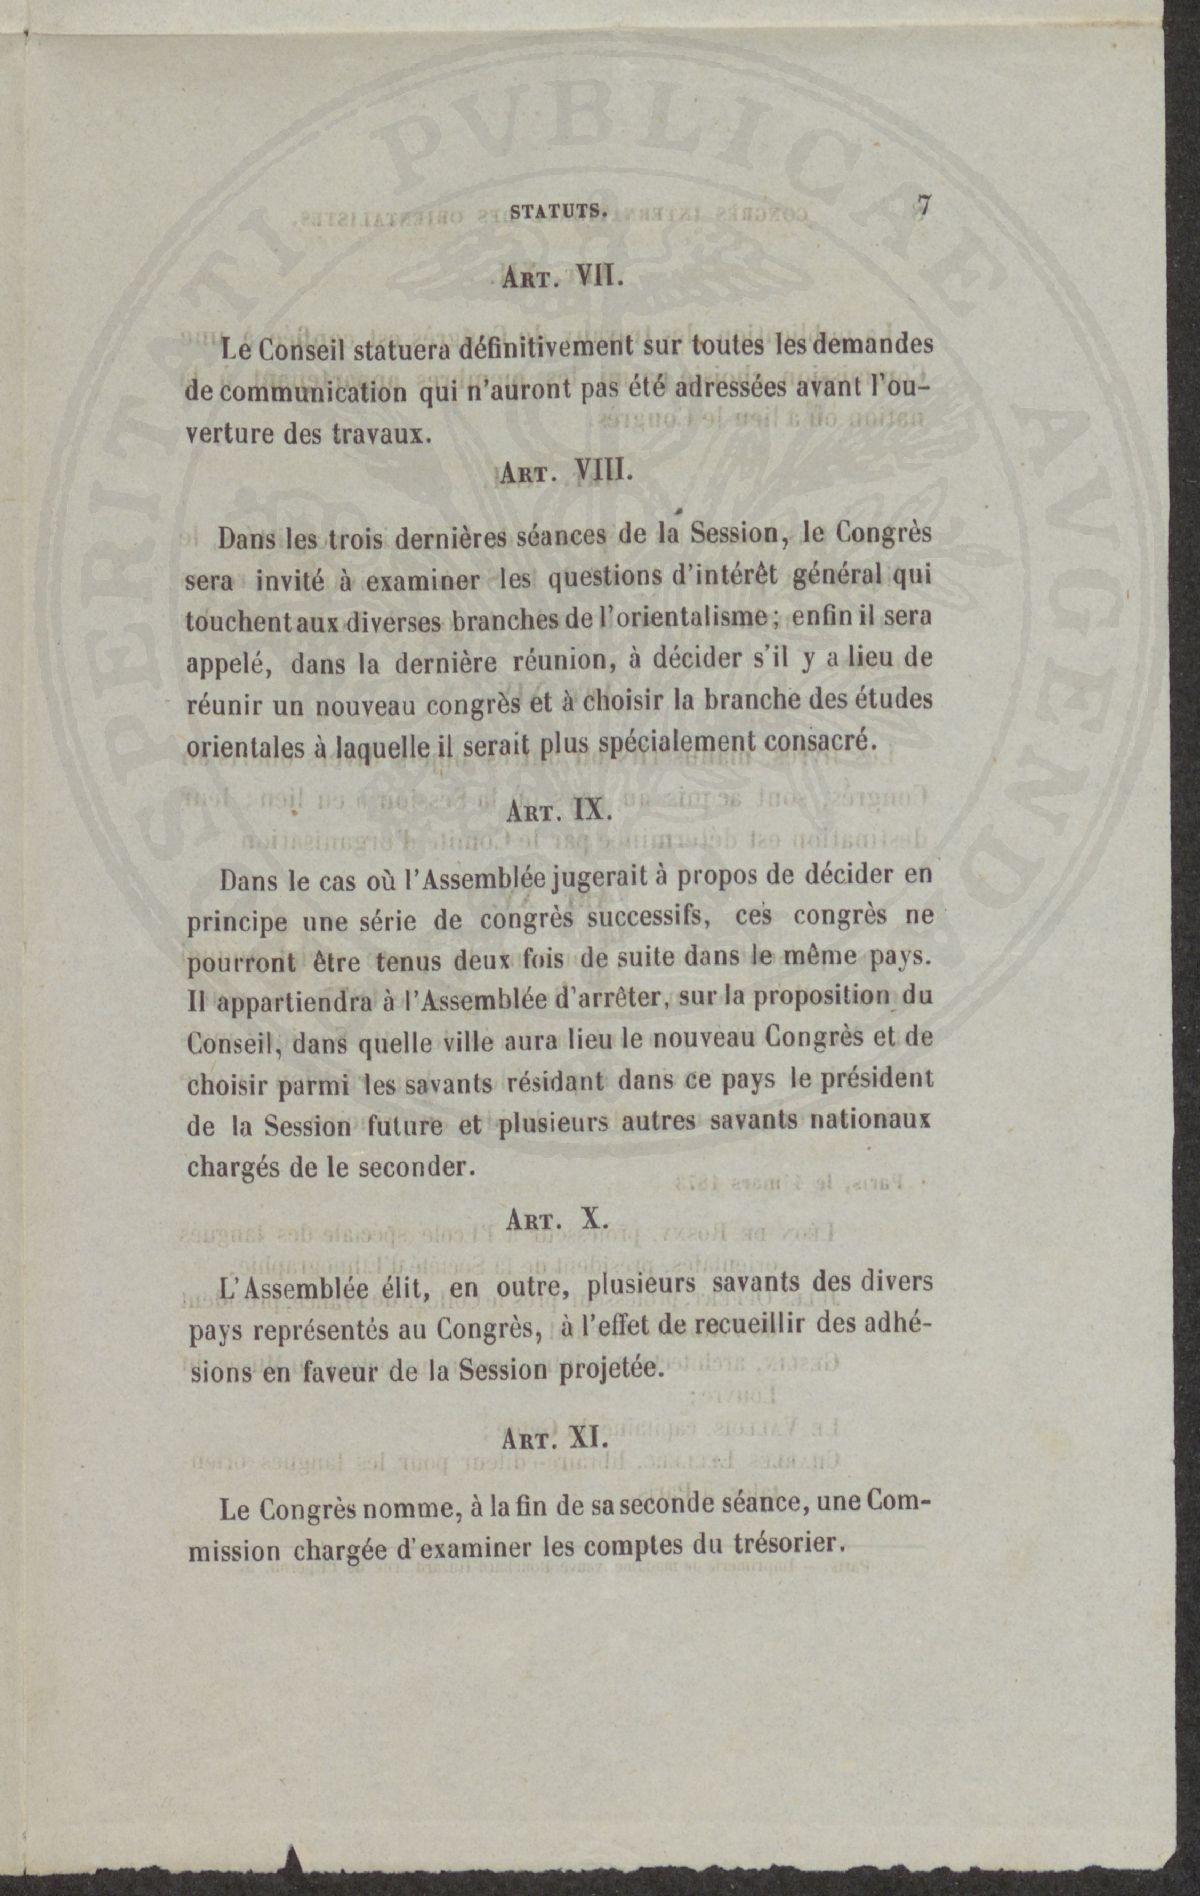 STATUTS. 7
ART. VII.
Le Conseil statuera définitivement sur toutes les demandes
de communication qui n'auront pas été adressées avant l'ou-
verture des travaux.
ART. VIII.
Dans les trois dernières séances de la Session, le Congrès
sera invité à examiner les questions d'intérêt général qui
touchent aux diverses branches de l'orientalisme; enfin il sera
appelé, dans la dernière réunion, à décider s'il y a lieu de
réunir un nouveau congrès et à choisir la branche des études
orientales à laquelle il serait plus spécialement consacré.
ART. IX.
Dans le cas où l'Assemblée jugerait à propos de décider en
principe une série de congrès successifs, ces congrès ne
pourront être tenus deux fois de suite dans le même pays.
Il appartiendra à l'Assemblée d'arrêter, sur la proposition du
Conseil, dans quelle ville aura lieu le nouveau Congrès et de
choisir parmi les savants résidant dans ce pays le président
de la Session future et plusieurs autres savants nationaux
chargés de le seconder.
ART. X.
L'Assemblée élit, en outre, plusieurs savants des divers
pays représentés au Congrès, à l'effet de recueillir des adhé-
sions en faveur de la Session projetée.
ART. XI.
Le Congrès nomme, à la fin de sa seconde séance, une Com-
mission chargée d'examiner les comptes du trésorier.